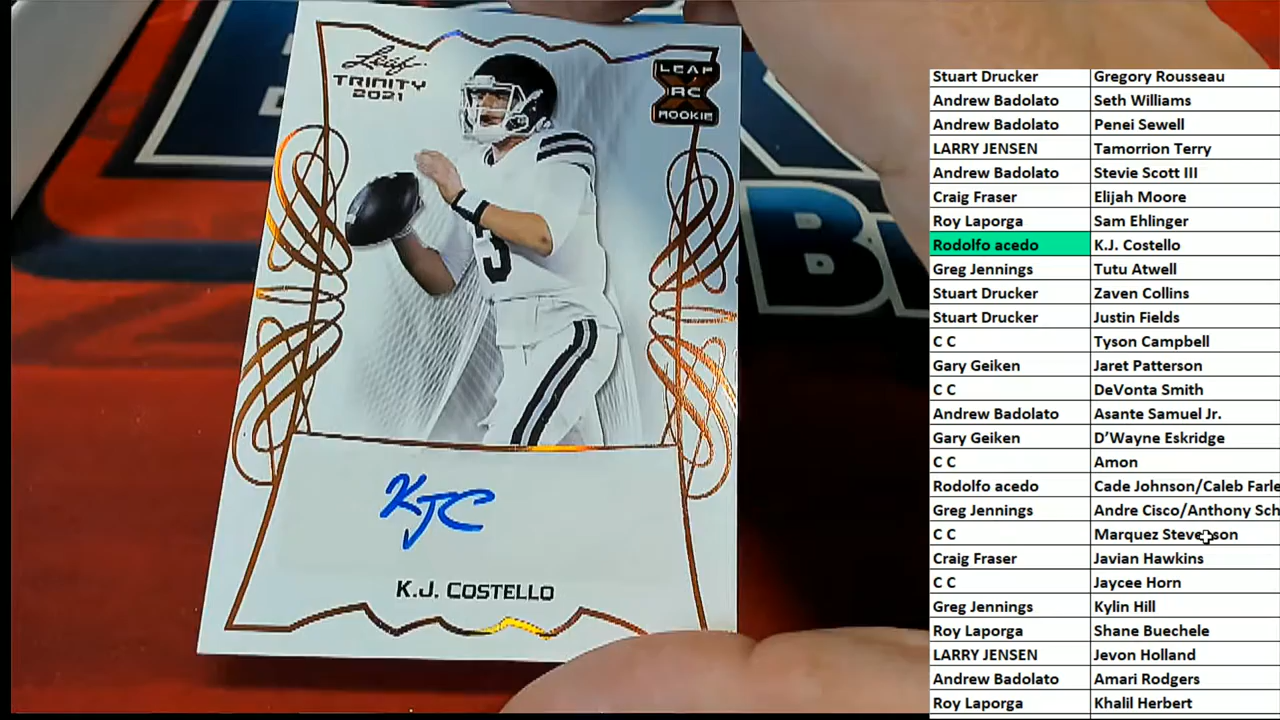 Leaf
TRINITY
2021
LEAF
RC
ROOKIE
3
KJC
K.J. COSTELLO
Stuart Drucker Gregory Rousseau
Andrew Badolato Seth Williams
Andrew Badolato Penei Sewell
LARRY JENSEN Tamorrion Terry
Andrew Badolato Stevie Scott III
Craig Fraser Elijah Moore
Roy Laporga Sam Ehlinger
Rodolfo acedo K.J. Costello
Greg Jennings Tutu Atwell
Stuart Drucker Zaven Collins
Stuart Drucker Justin Fields
C C Tyson Campbell
Gary Geiken Jaret Patterson
C C DeVonta Smith
Andrew Badolato Asante Samuel Jr.
Gary Geiken D’Wayne Eskridge
C C Amon
Rodolfo acedo Cade Johnson/Caleb Farle
Greg Jennings Andre Cisco/Anthony Sch
C C Marquez Stevenson
Craig Fraser Javian Hawkins
C C Jaycee Horn
Greg Jennings Kylin Hill
Roy Laporga Shane Buechele
LARRY JENSEN Jevon Holland
Andrew Badolato Amari Rodgers
Roy Laporga Khalil Herbert